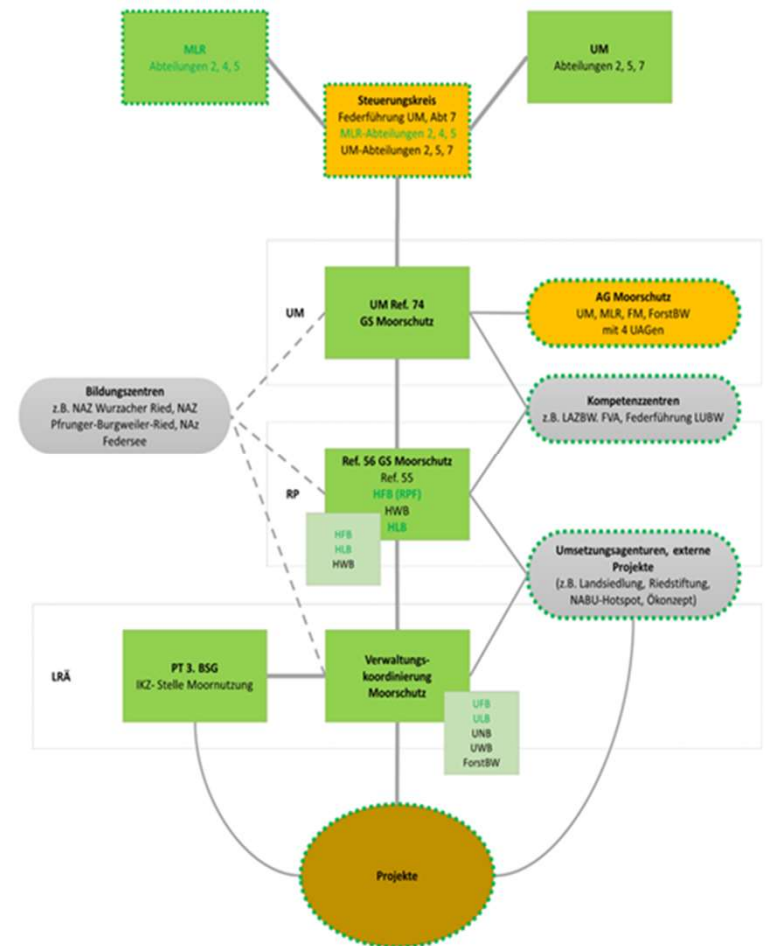 MLR
Abteilungen 2, 4, 5
UM
Abteilungen 2, 5, 7
Steuerungskreis
Federführung UM, Abt 7
MLR-Abteilungen 2, 4, 5
UM-Abteilungen 2, 5, 7
UM
UM Ref. 74
GS Moorschutz
AG Moorschutz
UM, MLR, FM, ForstBW
mit 4 UAGen
Bildungszentren
z.B. NAZ Wurzacher Ried, NAZ
Pfrunger-Burgweiler-Ried, NAz
Federsee
Kompetenzzentren
z.B. LAZBW. FVA, Federführung LUBW
RP
Ref. 56 GS Moorschutz
Ref. 55
HFB (RPF)
HWB
HLB
HFB
HLB
HWB
Umsetzungsagenturen, externe
Projekte
(z.B. Landsiedlung, Riedstiftung,
NABU-Hotspot, Ökonzept)
LRÄ
PT 3. BSG
IKZ- Stelle Moornutzung
Verwaltungs-
koordinierung
Moorschutz
UFB
ULB
UNB
UWB
ForstBW
Projekte